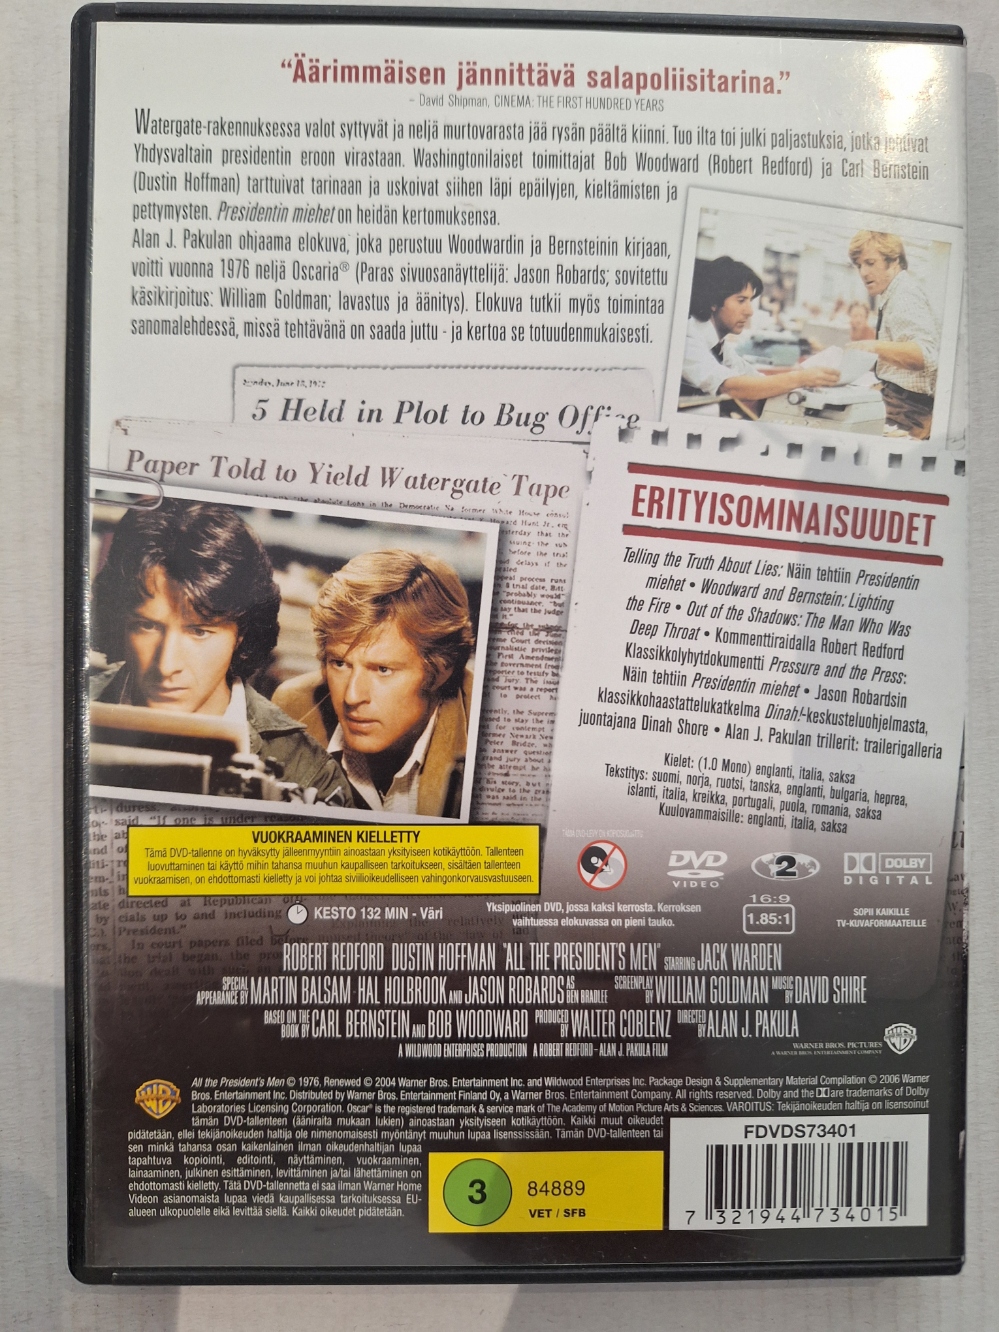 "Äärimmäisen jännittävä salapoliisitarina."
– David Shipman, CINEMA: THE FIRST HUNDRED YEARS
Watergate-rakennuksessa valot syttyvät ja neljä murtovarasta jää rysän päältä kiinni. Tuo ilta toi julki paljastuksia, jotka johtivat
Yhdysvaltain presidentin eroon virastaan. Washingtonilaiset toimittajat Bob Woodward (Robert Redford) ja Carl Bernstein
(Dustin Hoffman) tarttuivat tarinaan ja uskoivat siihen läpi epäilyjen, kieltämisten ja
pettymysten. Presidentin miehet on heidän kertomuksensa.
Alan J. Pakulan ohjaama elokuva, joka perustuu Woodwardin ja Bernsteinin kirjaan,
voitti vuonna 1976 neljä Oscaria® (Paras sivuosanäyttelijä: Jason Robards; sovitettu
käsikirjoitus: William Goldman; lavastus ja äänitys). Elokuva tutkii myös toimintaa
sanomalehdessä, missä tehtävänä on saada juttu - ja kertoa se totuudenmukaisesti.
Sunday, June 18, 1972
5 Held in Plot to Bug Office
Paper Told to Yield Watergate Tape
ERITYISOMINAISUUDET
Telling the Truth About Lies: Näin tehtiin Presidentin
miehet • Woodward and Bernstein: Lighting
the Fire • Out of the Shadows: The Man Who Was
Deep Throat • Kommenttiraidalla Robert Redford
Klassikkolyhytdokumentti Pressure and the Press:
Näin tehtiin Presidentin miehet • Jason Robardsin
klassikkohaastattelukatkelma Dinah!-keskusteluohjelmasta,
juontajana Dinah Shore • Alan J. Pakulan trillerit: trailerigalleria
Kielet: (1.0 Mono) englanti, italia, saksa
Tekstitys: suomi, norja, ruotsi, tanska, englanti, bulgaria, heprea,
islanti, italia, kreikka, portugali, puola, romania, saksa
Kuulovammaisille: englanti, italia, saksa
VUOKRAAMINEN KIELLETTY
Tämä DVD-tallenne on hyväksytty jälleenmyyntiin ainoastaan yksityiseen kotikäyttöön. Tallenteen
luovuttaminen tai käyttö mihin tahansa muuhun kaupalliseen tarkoitukseen, sisältäen tallenteen
vuokraamisen, on ehdottomasti kielletty ja voi johtaa siviilioikeudelliseen vahingonkorvausvastuuseen.
KESTO 132 MIN - Väri
Yksipuolinen DVD, jossa kaksi kerrosta. Kerroksen
vaihtuessa elokuvassa on pieni tauko.
DVD
VIDEO
2
DOLBY
DIGITAL
16:9
1.85:1
SOPII KAIKILLE
TV-KUVAFORMAATEILLE
ROBERT REDFORD DUSTIN HOFFMAN "ALL THE PRESIDENT'S MEN" STARRING JACK WARDEN
SPECIAL APPEARANCE BY MARTIN BALSAM HAL HOLBROOK AND JASON ROBARDS AS BEN BRADLEE SCREENPLAY BY WILLIAM GOLDMAN MUSIC BY DAVID SHIRE
BASED ON THE BOOK BY CARL BERNSTEIN AND BOB WOODWARD PRODUCED BY WALTER COBLENZ DIRECTED BY ALAN J. PAKULA
A WILDWOOD ENTERPRISES PRODUCTION A ROBERT REDFORD - ALAN J. PAKULA FILM
WARNER BROS. PICTURES
A WARNER BROS. ENTERTAINMENT COMPANY
All the President's Men © 1976, Renewed © 2004 Warner Bros. Entertainment Inc. and Wildwood Enterprises Inc. Package Design & Supplementary Material Compilation © 2006 Warner
Bros. Entertainment Inc. Distributed by Warner Bros. Entertainment Finland Oy, a Warner Bros. Entertainment Company. All rights reserved. Dolby and the DD are trademarks of Dolby
Laboratories Licensing Corporation. Oscar® is the registered trademark & service mark of The Academy of Motion Picture Arts & Sciences. VAROITUS: Tekijänoikeuden haltija on lisensoinut
tämän DVD-tallenteen (ääniraita mukaan lukien) ainoastaan yksityiseen kotikäyttöön. Kaikki muut oikeudet
pidätetään, ellei tekijänoikeuden haltija ole nimenomaisesti myöntänyt muuhun lupaa lisenssissään. Tämän DVD-tallenteen tai
sen minkä tahansa osan kaikenlainen ilman oikeudenhaltijan lupaa
tapahtuva kopiointi, editointi, näyttäminen, vuokraaminen,
lainaaminen, julkinen esittäminen, levittäminen ja/tai lähettäminen on
ehdottomasti kielletty. Tätä DVD-tallennetta ei saa ilman Warner Home
Videon asianomaista lupaa viedä kaupallisessa tarkoituksessa EU-
alueen ulkopuolelle eikä levittää siellä. Kaikki oikeudet pidätetään.
3
84889
VET / SFB
FDVDS73401
7 321944 734015